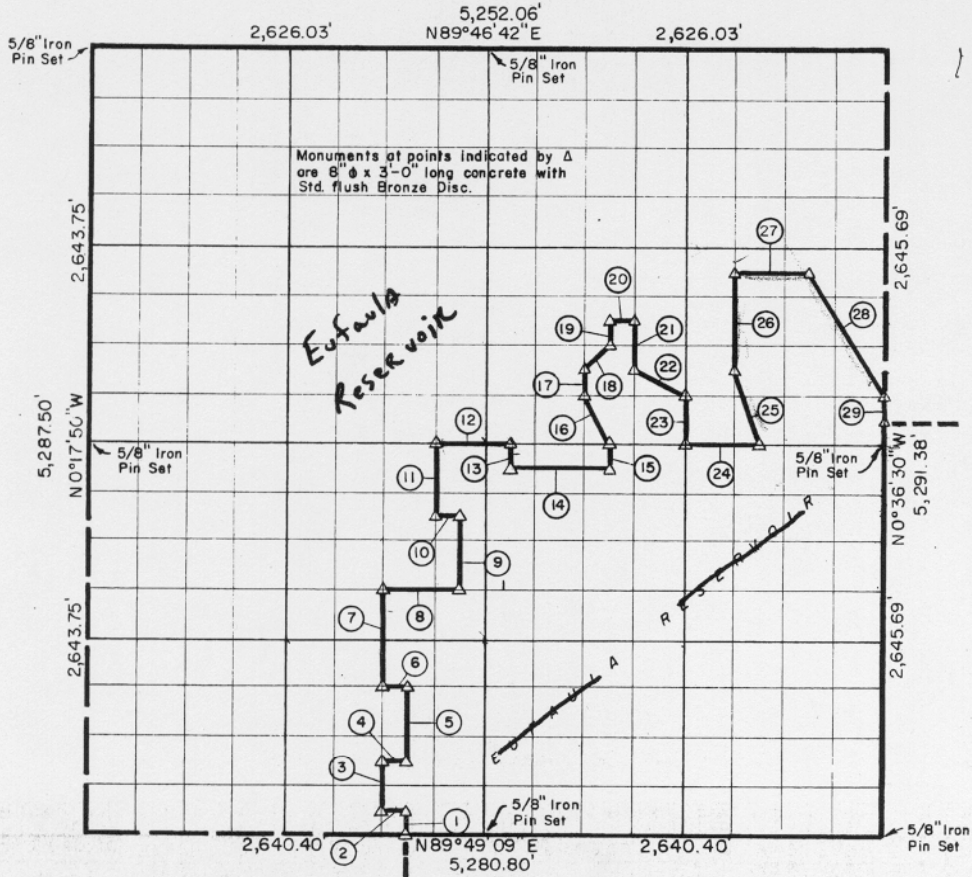 5,252.06'
2,626.03'
N89°46'42"E
2,626.03'
5/8" Iron
Pin Set
5/8" Iron
Pin Set
Monuments at points indicated by Δ
are 8" ϕ x 3'-0" long concrete with
Std. flush Bronze Disc.
2,643.75'
2,645.69'
27
20
Eufaula
Reservoir
19
21
26
28
17
18
22
29
12
16
23
25
5,287.50'
N0°17'50"W
5/8" Iron
Pin Set
13
15
24
5/8" Iron
Pin Set
N0°36'30"W
5,291.38'
11
14
10
9
RESERVOIR
8
7
2,643.75'
2,645.69'
6
EUFAULA
4
5
3
5/8" Iron
Pin Set
1
2
5/8" Iron
Pin Set
2,640.40'
N89°49'09"E
2,640.40'
5,280.80'